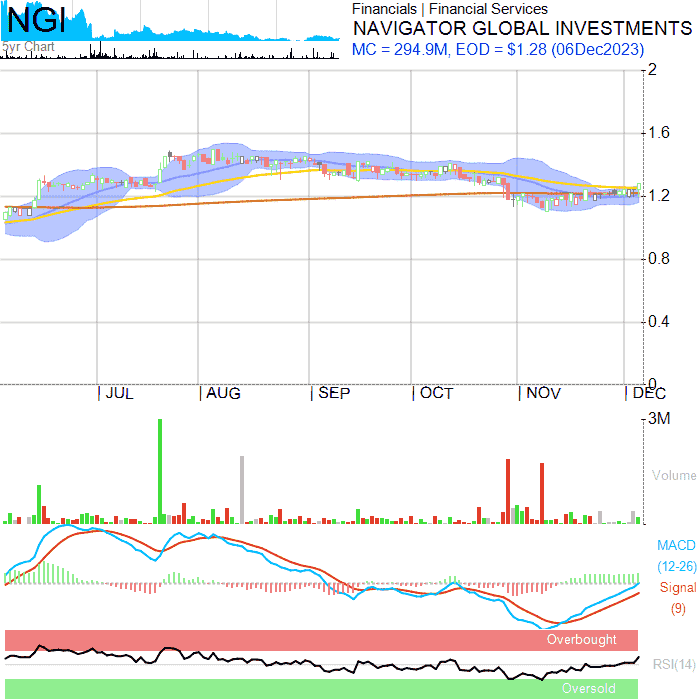 NGI
5yr Chart
Financials | Financial Services
NAVIGATOR GLOBAL INVESTMENTS
MC = 294.9M, EOD = $1.28 (06Dec2023)
2
1.6
1.2
0.8
0.4
0
JUL
AUG
SEP
OCT
NOV
DEC
3M
Volume
MACD
(12-26)
Signal
(9)
Overbought
RSI(14)
Oversold